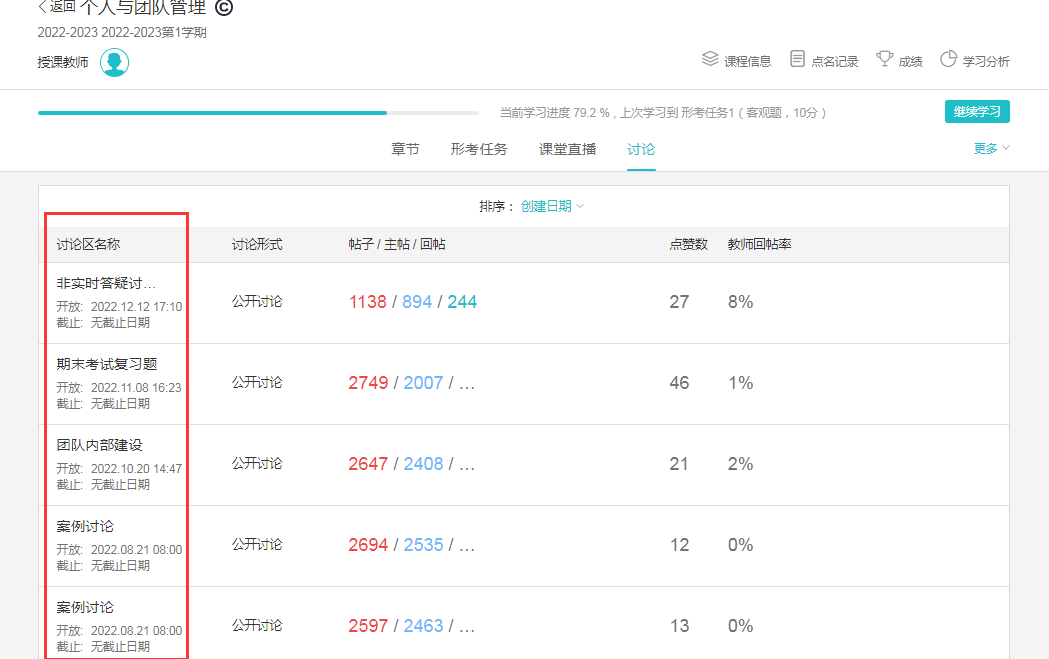 返回 个人与团队管理 ©
2022-2023 2022-2023第1学期
授课教师
课程信息 点名记录 成绩 学习分析
当前学习进度 79.2 % , 上次学习到 形考任务1（客观题，10分）
继续学习
章节 形考任务 课堂直播 讨论 更多
排序： 创建日期
讨论区名称 讨论形式 帖子 / 主帖 / 回帖 点赞数 教师回帖率
非实时答疑讨…
开放: 2022.12.12 17:10
截止: 无截止日期
公开讨论 1138 / 894 / 244 27 8%
期末考试复习题
开放: 2022.11.08 16:23
截止: 无截止日期
公开讨论 2749 / 2007 / … 46 1%
团队内部建设
开放: 2022.10.20 14:47
截止: 无截止日期
公开讨论 2647 / 2408 / … 21 2%
案例讨论
开放: 2022.08.21 08:00
截止: 无截止日期
公开讨论 2694 / 2535 / … 12 0%
案例讨论
开放: 2022.08.21 08:00
截止: 无截止日期
公开讨论 2597 / 2463 / … 13 0%